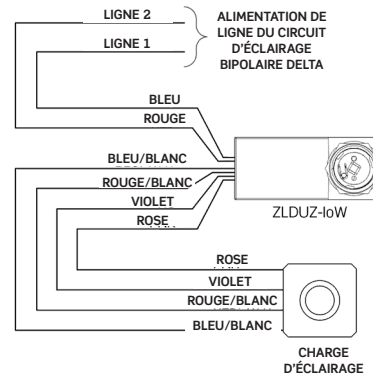 LIGNE 2
LIGNE 1
ALIMENTATION DE
LIGNE DU CIRCUIT
D'ÉCLAIRAGE
BIPOLAIRE DELTA
BLEU
ROUGE
BLEU/BLANC
ROUGE/BLANC
VIOLET
ROSE
ZLDUZ-IoW
ROSE
VIOLET
ROUGE/BLANC
BLEU/BLANC
CHARGE
D'ÉCLAIRAGE